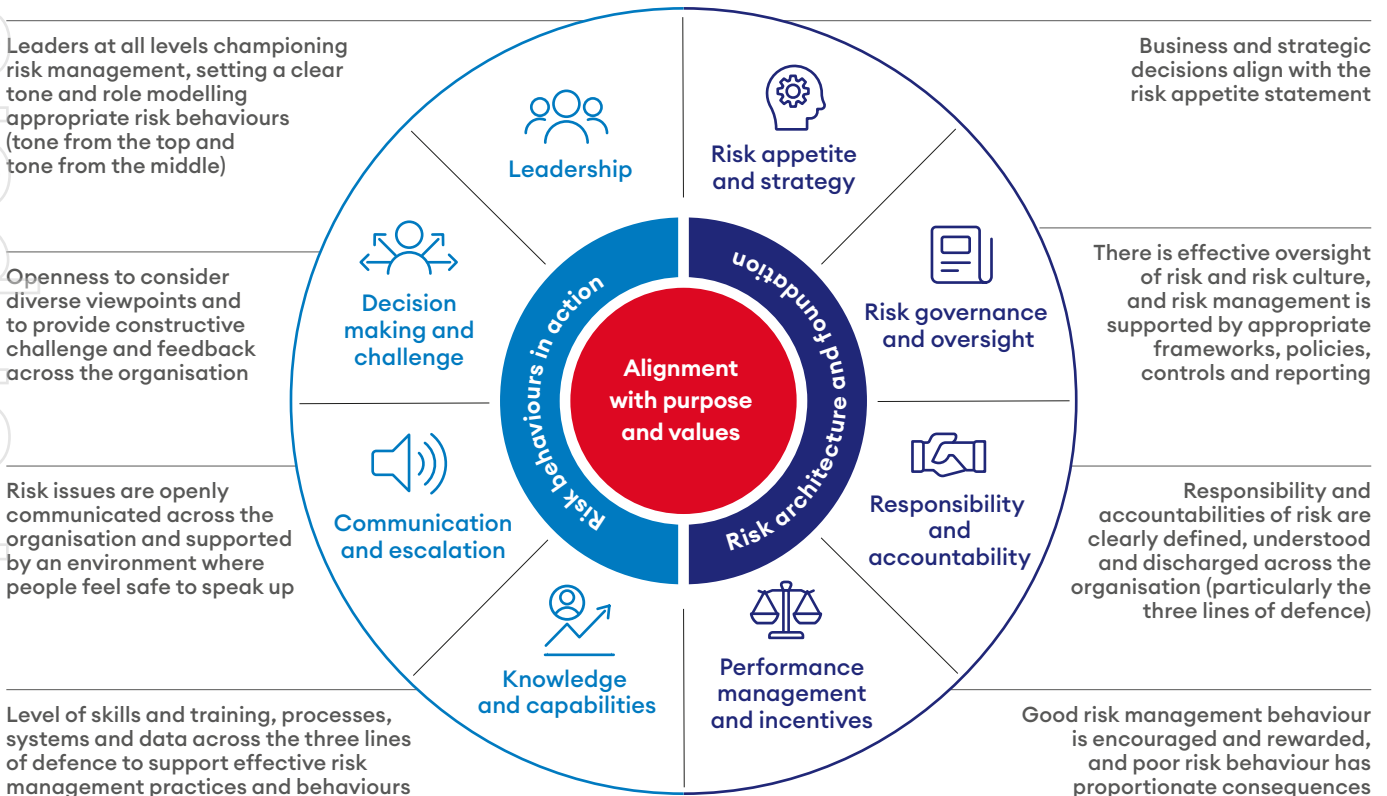 Leaders at all levels championing
risk management, setting a clear
tone and role modelling
appropriate risk behaviours
(tone from the top and
tone from the middle)
Openness to consider
diverse viewpoints and
to provide constructive
challenge and feedback
across the organisation
Risk issues are openly
communicated across the
organisation and supported
by an environment where
people feel safe to speak up
Level of skills and training, processes,
systems and data across the three lines
of defence to support effective risk
management practices and behaviours
Leadership
Decision
making and
challenge
Communication
and escalation
Knowledge
and capabilities
Risk behaviours in action
Alignment
with purpose
and values
Risk architecture and foundation
Risk appetite
and strategy
Risk governance
and oversight
Responsibility
and
accountability
Performance
management
and incentives
Business and strategic
decisions align with the
risk appetite statement
There is effective oversight
of risk and risk culture,
and risk management is
supported by appropriate
frameworks, policies,
controls and reporting
Responsibility and
accountabilities of risk are
clearly defined, understood
and discharged across the
organisation (particularly the
three lines of defence)
Good risk management behaviour
is encouraged and rewarded,
and poor risk behaviour has
proportionate consequences